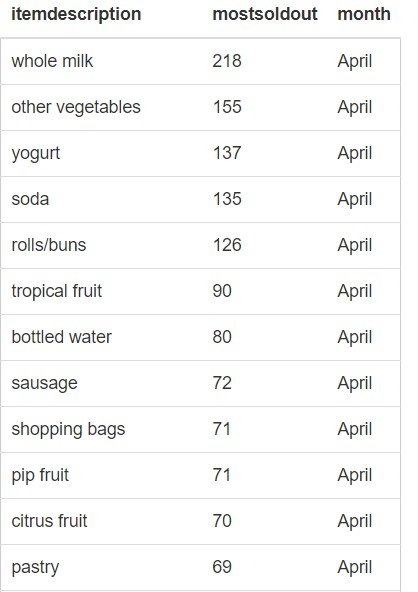 itemdescription mostsoldout month
whole milk 218 April
other vegetables 155 April
yogurt 137 April
soda 135 April
rolls/buns 126 April
tropical fruit 90 April
bottled water 80 April
sausage 72 April
shopping bags 71 April
pip fruit 71 April
citrus fruit 70 April
pastry 69 April